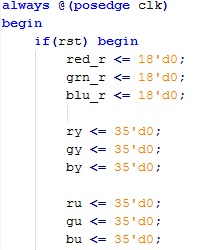 always @(posedge clk)
begin
if(rst) begin
red_r <= 18'd0;
grn_r <= 18'd0;
blu_r <= 18'd0;
ry <= 35'd0;
gy <= 35'd0;
by <= 35'd0;
ru <= 35'd0;
gu <= 35'd0;
bu <= 35'd0;